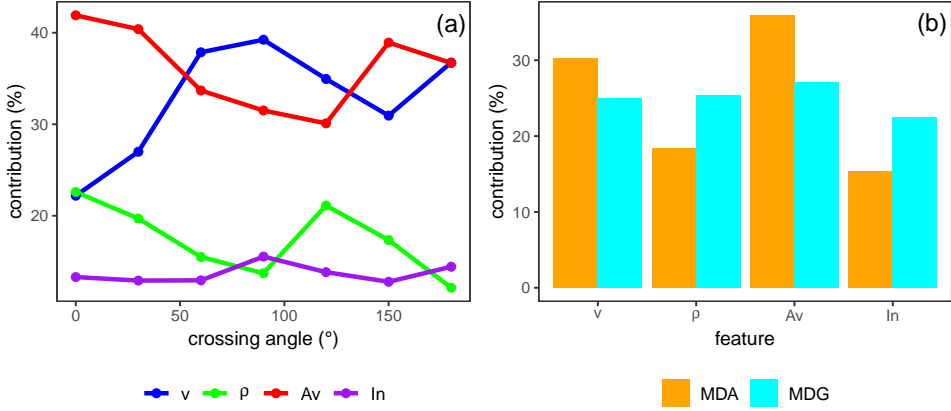 (a)
contribution (%)
40
30
20
0 50 100 150
crossing angle (°)
v ρ Av In
(b)
contribution (%)
30
20
10
0
v ρ Av In
feature
MDA MDG